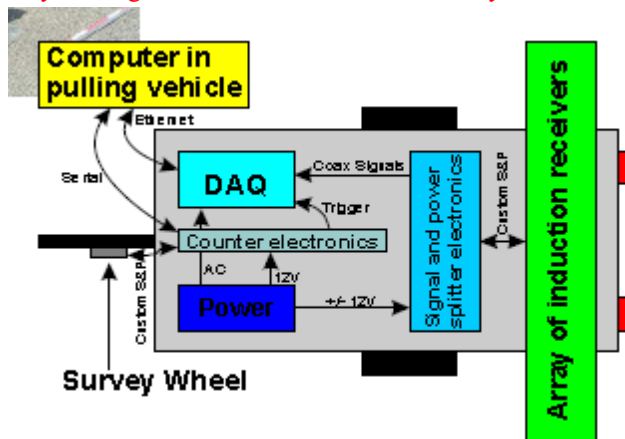 Computer in
pulling vehicle
Ethernet
Serial
DAQ
Coax Signals
Trigger
Counter electronics
Custom S&P
AC
12V
Power
+/- 12V
Signal and power
splitter electronics
Custom S&P
Array of induction receivers
Survey Wheel